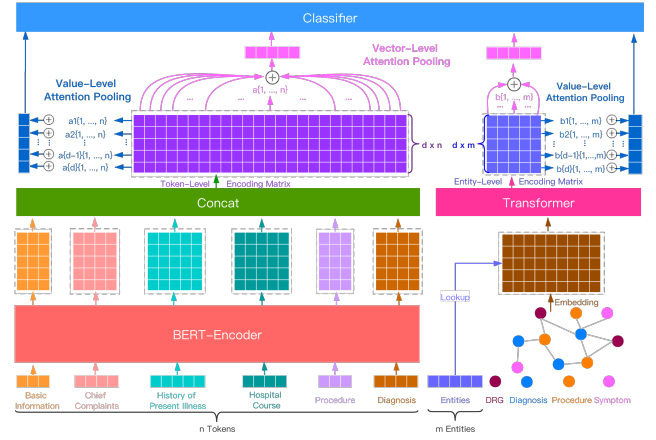 Classifier
Vector-Level
Attention Pooling
Value-Level
Attention Pooling
Value-Level
Attention Pooling
a{1, ..., n}
b{1, ..., m}
...
...
...
...
a1{1, ..., n}
a2{1, ..., n}
a{d-1}{1, ..., n}
a{d}{1, ..., n}
d x n
d x m
b1{1, ..., m}
b2{1, ..., m}
b{d-1}{1,...,m}
b{d}{1, ..., m}
Token-Level
Encoding Matrix
Entity-Level
Encoding Matrix
Concat
Transformer
Lookup
Embedding
BERT-Encoder
Basic
Information
Chief
Complaints
History of
Present Illness
Hospital
Course
Procedure
Diagnosis
Entities
DRG
Diagnosis
Procedure
Symptom
n Tokens
m Entities